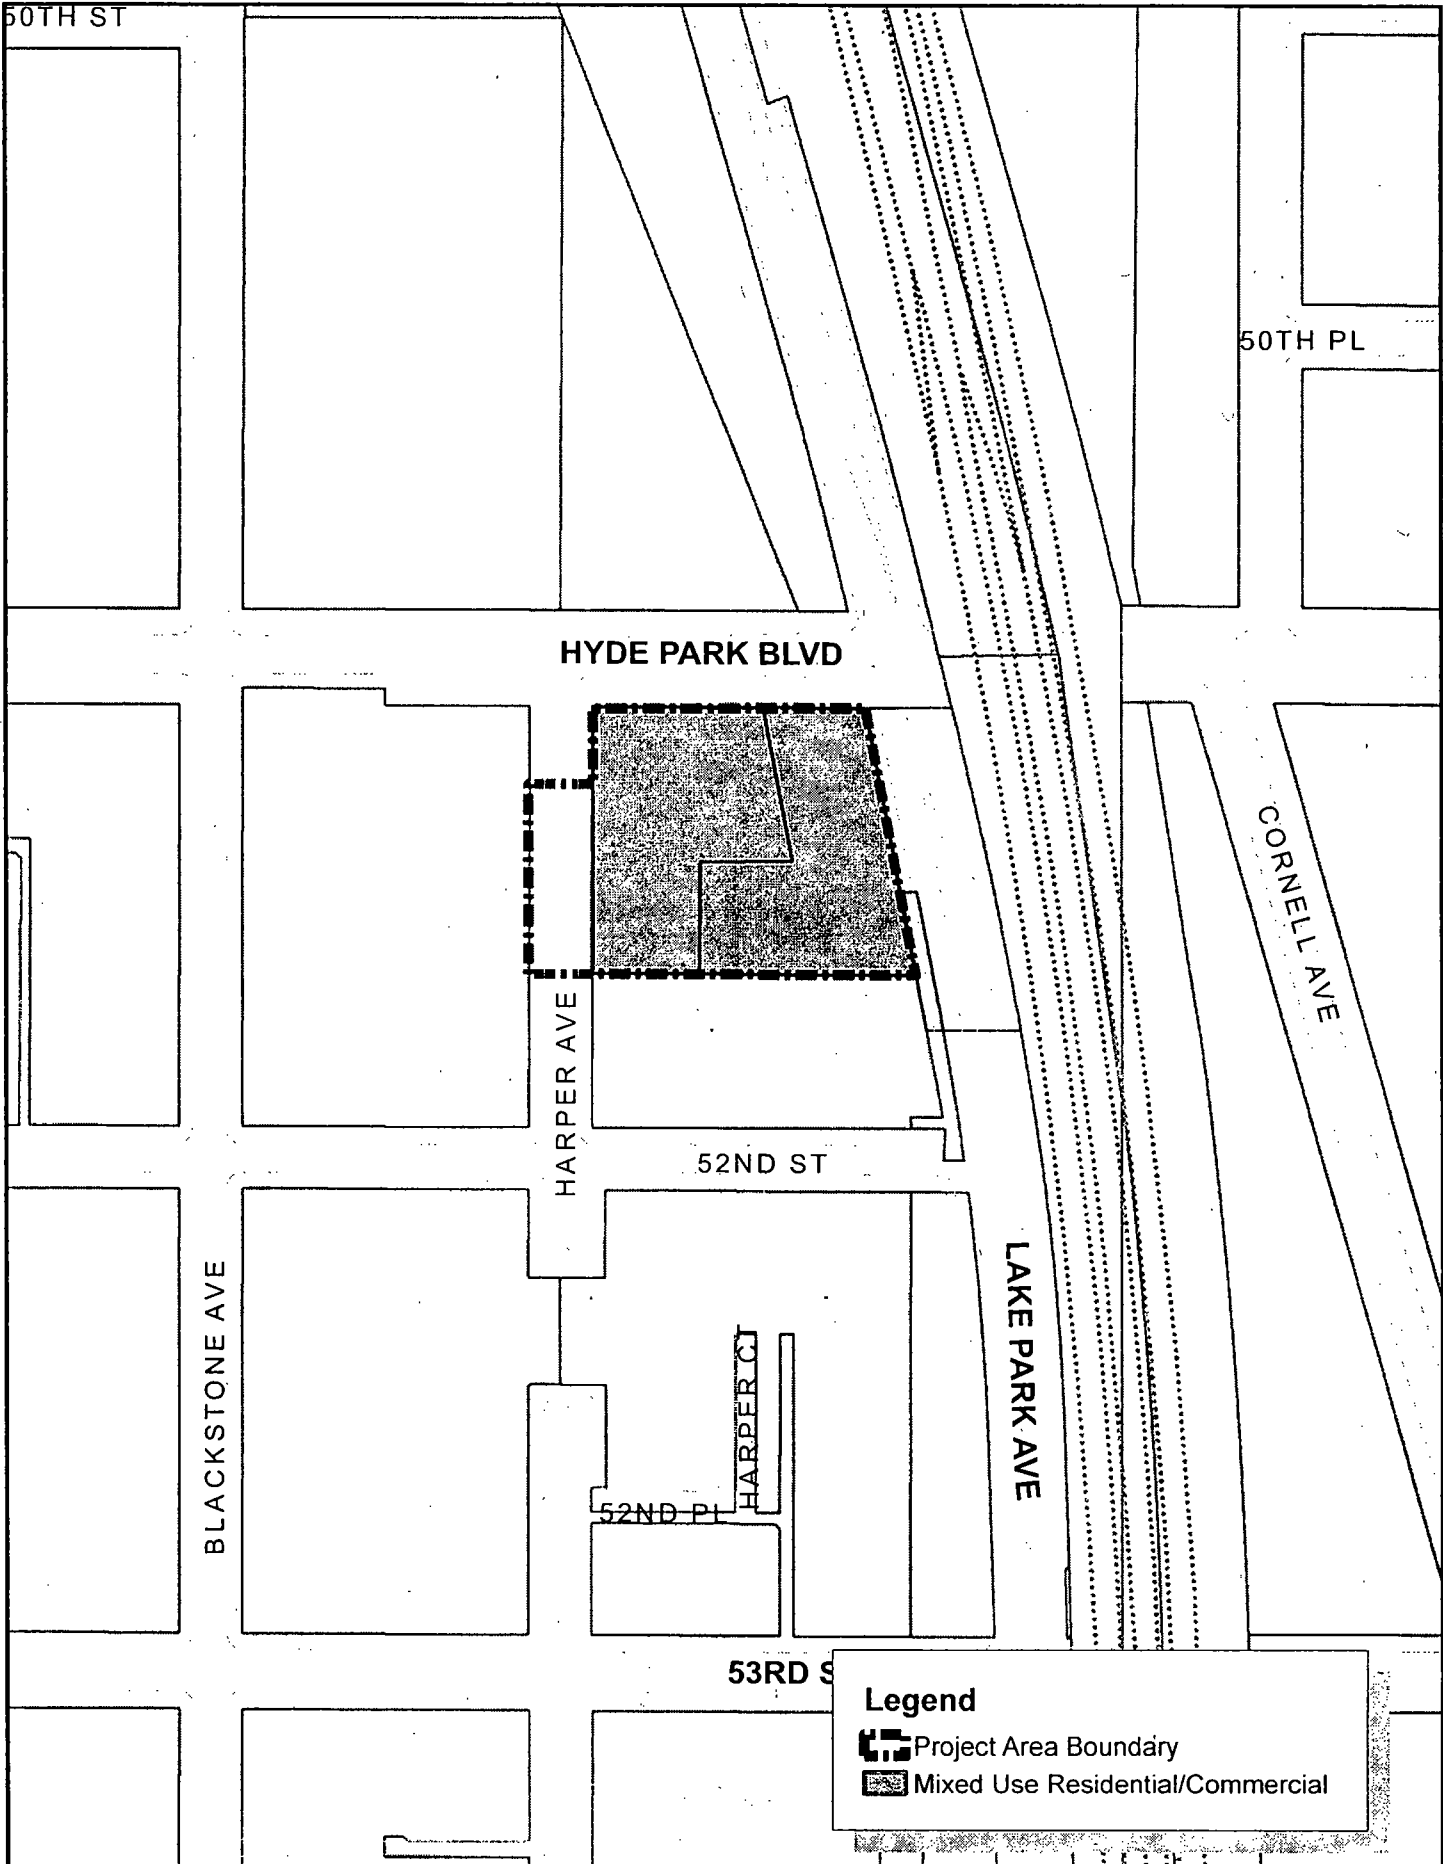 50TH ST
50TH PL
HYDE PARK BLVD
CORNELL AVE
HARPER AVE
52ND ST
LAKE PARK AVE
BLACKSTONE AVE
HARPER CT
52ND PL
53RD S
Legend
Project Area Boundary
Mixed Use Residential/Commercial